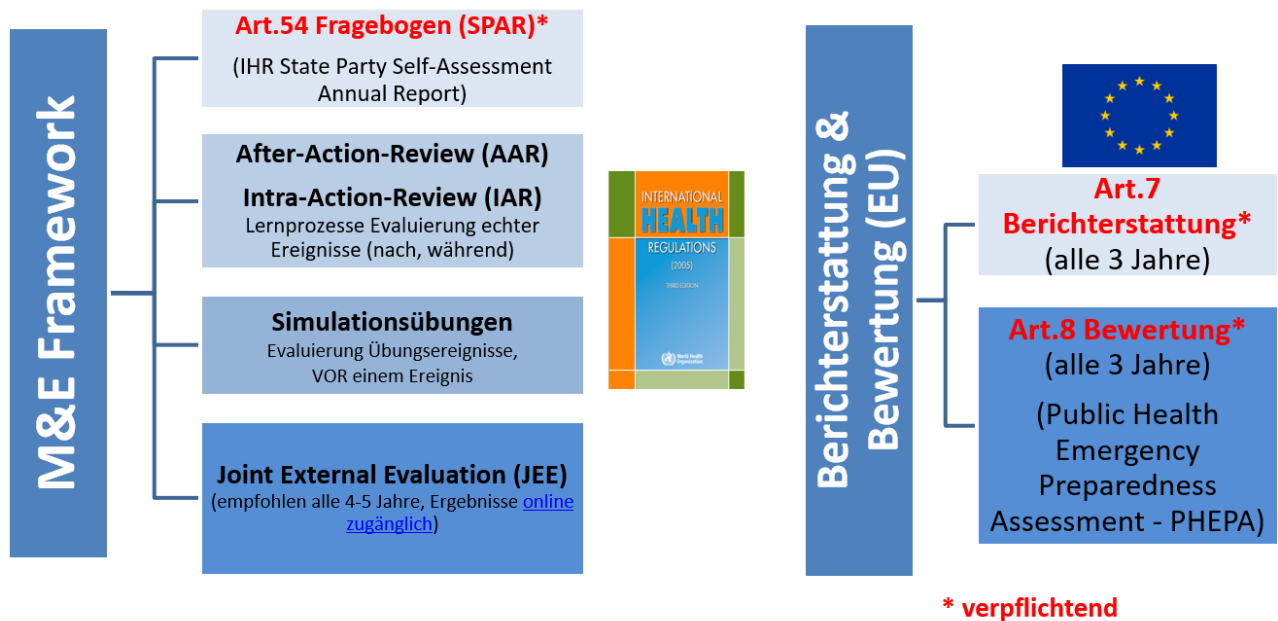 M&E Framework
Art.54 Fragebogen (SPAR)*
(IHR State Party Self-Assessment
Annual Report)
After-Action-Review (AAR)
Intra-Action-Review (IAR)
Lernprozesse Evaluierung echter
Ereignisse (nach, während)
Simulationsübungen
Evaluierung Übungsereignisse,
VOR einem Ereignis
Joint External Evaluation (JEE)
(empfohlen alle 4-5 Jahre, Ergebnisse online
zugänglich)
INTERNATIONAL
HEALTH
REGULATIONS
(2005)
THIRD EDITION
World Health
Organization
Berichterstattung &
Bewertung (EU)
Art.7
Berichterstattung*
(alle 3 Jahre)
Art.8 Bewertung*
(alle 3 Jahre)
(Public Health
Emergency
Preparedness
Assessment - PHEPA)
* verpflichtend